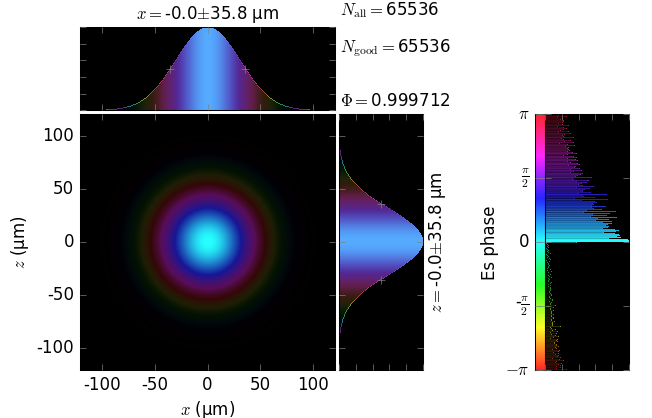 x = -0.0±35.8 µm
N_all = 65536
N_good = 65536
Φ = 0.999712
100
50
0
-50
-100
z (µm)
-100 -50 0 50 100
x (µm)
z = -0.0±35.8 µm
Es phase
π
π/2
0
-π/2
−π